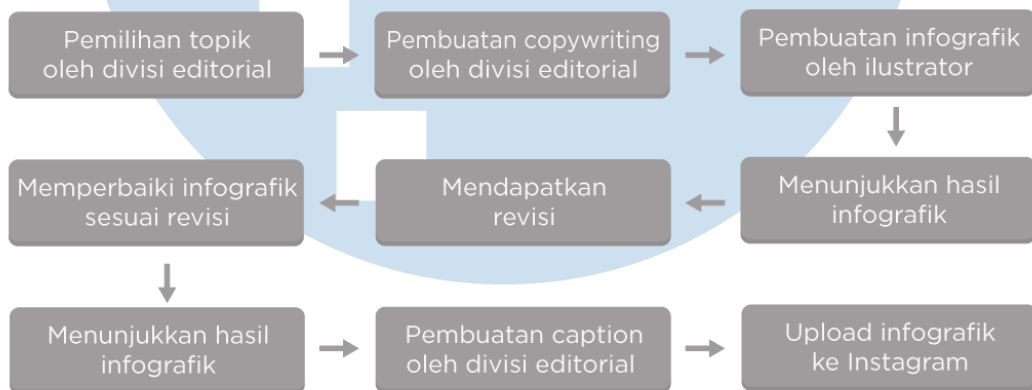 Pemilihan topik
oleh divisi editorial
Pembuatan copywriting
oleh divisi editorial
Pembuatan infografik
oleh ilustrator
Menunjukkan hasil
infografik
Mendapatkan
revisi
Memperbaiki infografik
sesuai revisi
Menunjukkan hasil
infografik
Pembuatan caption
oleh divisi editorial
Upload infografik
ke Instagram